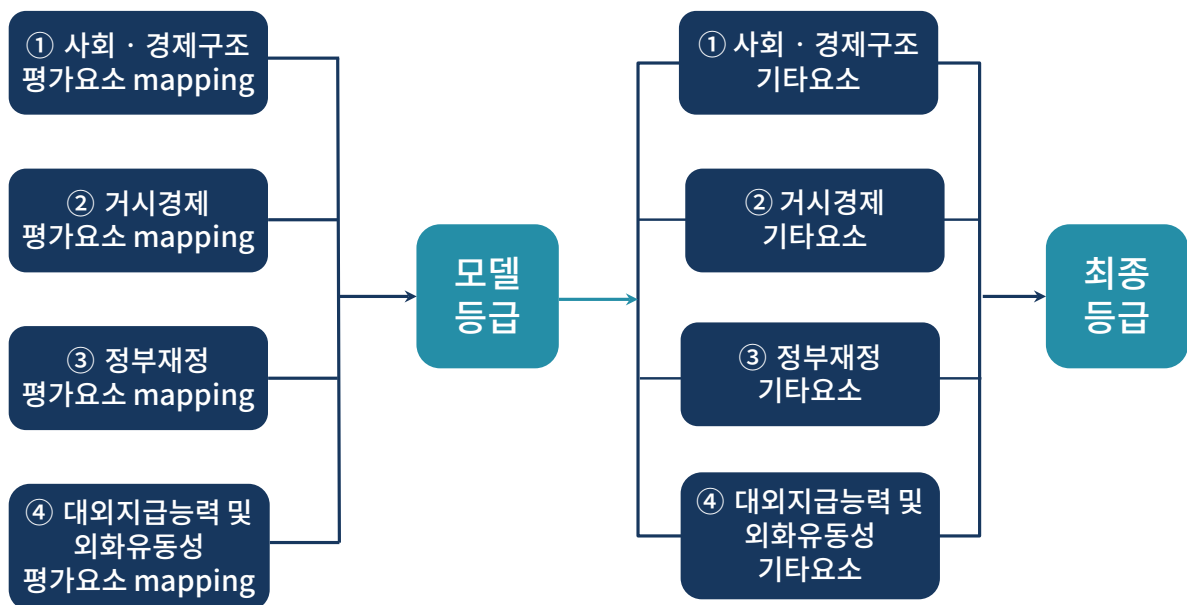 ① 사회 · 경제구조
평가요소 mapping
② 거시경제
평가요소 mapping
③ 정부재정
평가요소 mapping
④ 대외지급능력 및
외화유동성
평가요소 mapping
모델
등급
① 사회 · 경제구조
기타요소
② 거시경제
기타요소
③ 정부재정
기타요소
④ 대외지급능력 및
외화유동성
기타요소
최종
등급